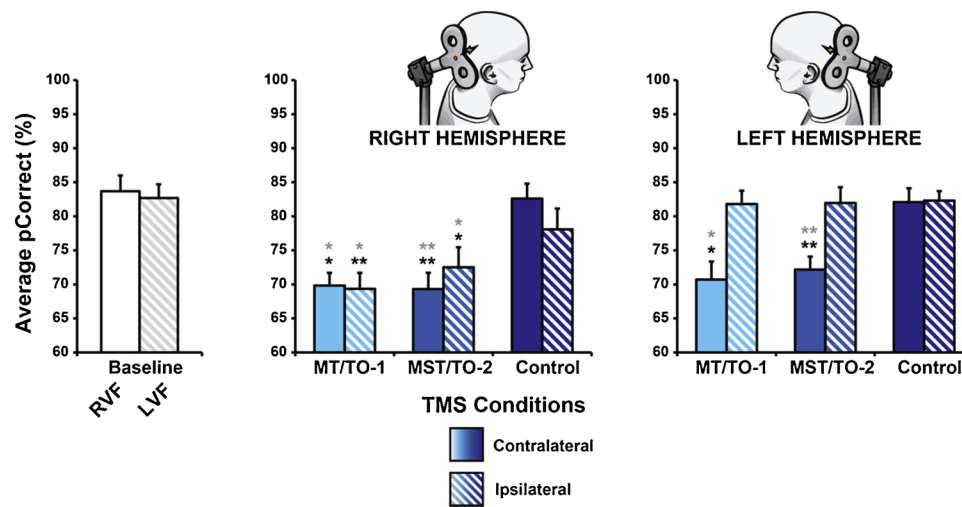 RIGHT HEMISPHERE
LEFT HEMISPHERE
Average pCorrect (%)
100
95
90
85
80
75
70
65
60
Baseline
RVF
LVF
100
95
90
85
80
75
70
65
60
* *
* **
** **
* *
MT/TO-1
MST/TO-2
Control
100
95
90
85
80
75
70
65
60
* *
** **
MT/TO-1
MST/TO-2
Control
TMS Conditions
Contralateral
Ipsilateral